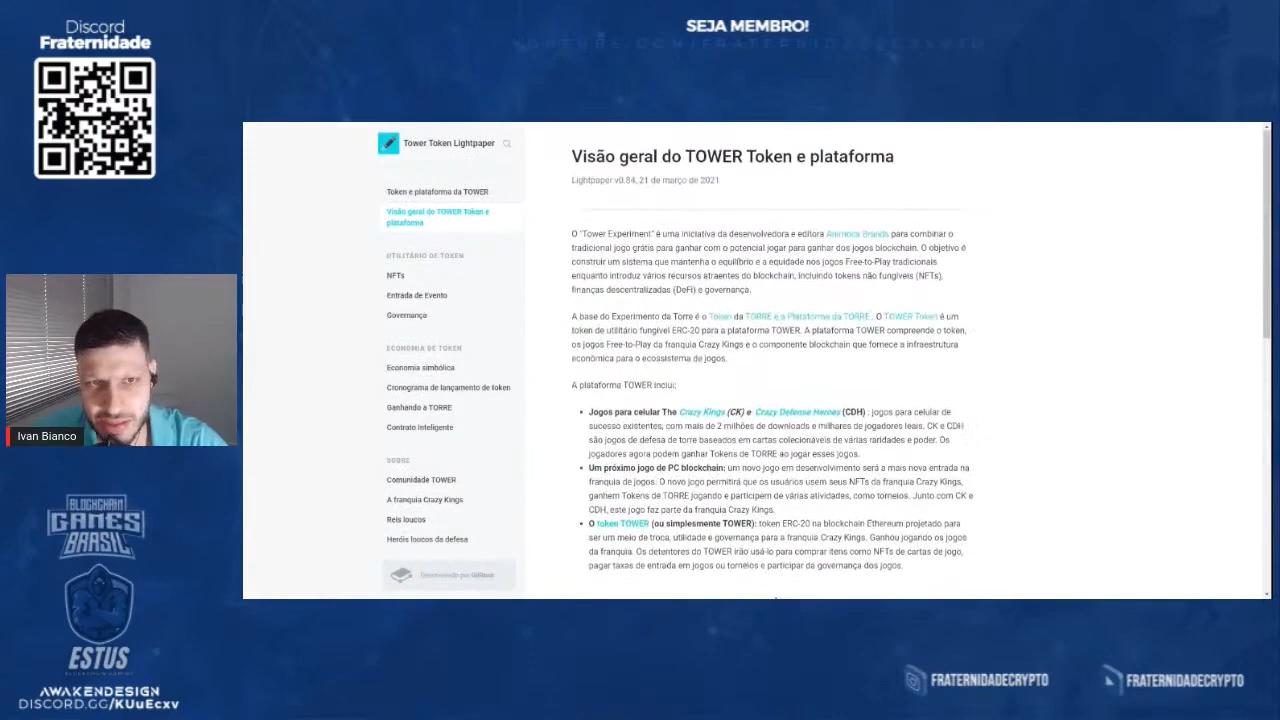 Discord
Fraternidade
SEJA MEMBRO!
Tower Token Lightpaper
Token e plataforma da TOWER
Visão geral do TOWER Token e
plataforma
UTILITÁRIO DE TOKEN
NFTs
Entrada de Evento
Governança
ECONOMIA DE TOKEN
Economia simbólica
Cronograma de lançamento de token
Ganhando a TORRE
Contrato Inteligente
SOBRE
Comunidade TOWER
A franquia Crazy Kings
Reis loucos
Heróis loucos da defesa
Desenvolvido por GitBook
Visão geral do TOWER Token e plataforma
Lightpaper v0.84, 21 de março de 2021
O "Tower Experiment" é uma iniciativa da desenvolvedora e editora Animoca Brands para combinar o
tradicional jogo grátis para ganhar com o potencial jogar para ganhar dos jogos blockchain. O objetivo é
construir um sistema que mantenha o equilíbrio e a equidade nos jogos Free-to-Play tradicionais
enquanto introduz vários recursos atraentes do blockchain, incluindo tokens não fungíveis (NFTs),
finanças descentralizadas (DeFi) e governança.
A base do Experimento da Torre é o Token da TORRE e a Plataforma da TORRE . O TOWER Token é um
token de utilitário fungível ERC-20 para a plataforma TOWER. A plataforma TOWER compreende o token,
os jogos Free-to-Play da franquia Crazy Kings e o componente blockchain que fornece a infraestrutura
econômica para o ecossistema de jogos.
A plataforma TOWER inclui:
• Jogos para celular The Crazy Kings (CK) e Crazy Defense Heroes (CDH) : jogos para celular de
sucesso existentes, com mais de 2 milhões de downloads e milhares de jogadores leais. CK e CDH
são jogos de defesa de torre baseados em cartas colecionáveis de várias raridades e poder. Os
jogadores agora podem ganhar Tokens de TORRE ao jogar esses jogos.
• Um próximo jogo de PC blockchain: um novo jogo em desenvolvimento será a mais nova entrada na
franquia de jogos. O novo jogo permitirá que os usuários usem seus NFTs da franquia Crazy Kings,
ganhem Tokens de TORRE jogando e participem de várias atividades, como torneios. Junto com CK e
CDH, este jogo faz parte da franquia Crazy Kings.
• O token TOWER (ou simplesmente TOWER): token ERC-20 na blockchain Ethereum projetado para
ser um meio de troca, utilidade e governança para a franquia Crazy Kings. Ganhou jogando os jogos
da franquia. Os detentores do TOWER irão usá-lo para comprar itens como NFTs de cartas de jogo,
pagar taxas de entrada em jogos ou torneios e participar da governança dos jogos.
Ivan Bianco
BLOCKCHAIN
GAMES
BRASIL
ESTUS
AWAKENDESIGN
DISCORD.GG/KUuEcxv
FRATERNIDADECRYPTO
FRATERNIDADECRYPTO